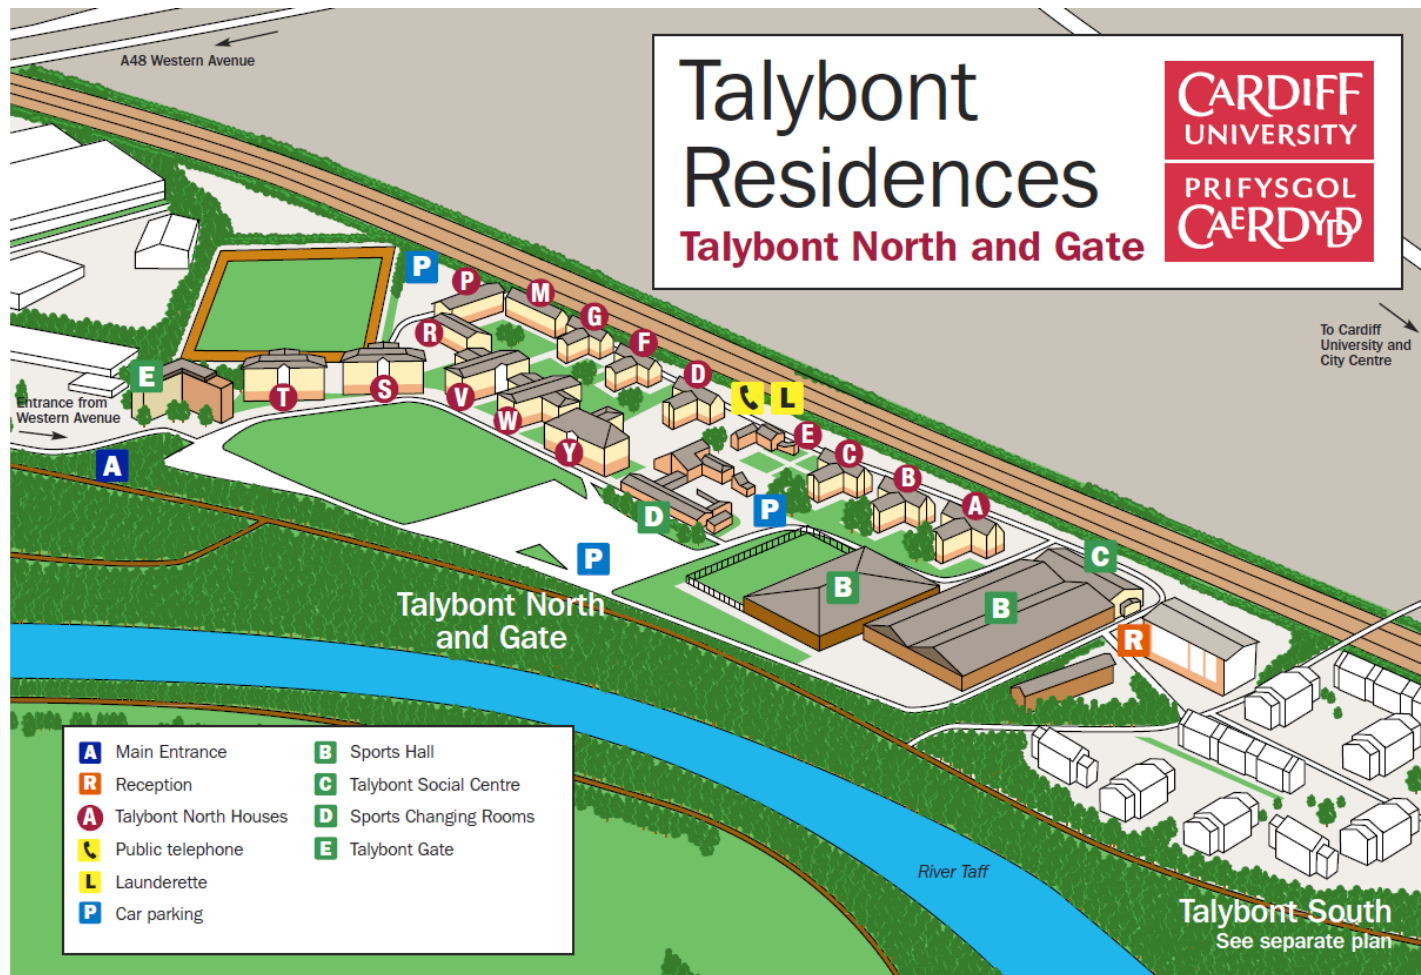 A48 Western Avenue
Talybont
Residences
Talybont North and Gate
CARDIFF
UNIVERSITY
PRIFYSGOL
CAERDYDD
To Cardiff
University and
City Centre
P
P
M
G
R
F
E
T
S
V
D
L
W
E
Y
C
B
A
Entrance from
Western Avenue
A
D
P
P
C
B
B
R
Talybont North
and Gate
A Main Entrance
R Reception
A Talybont North Houses
Public telephone
L Launderette
P Car parking
B Sports Hall
C Talybont Social Centre
D Sports Changing Rooms
E Talybont Gate
River Taff
Talybont South
See separate plan